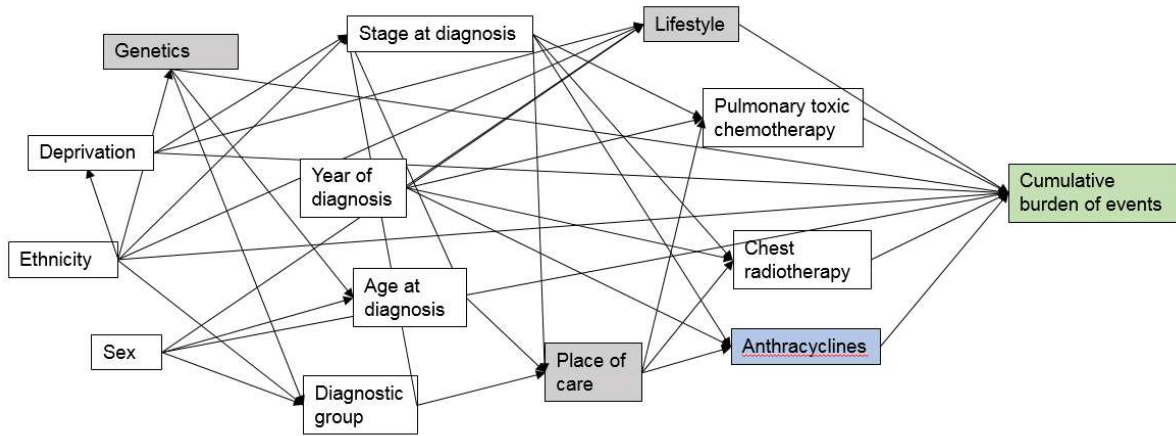 Genetics
Stage at diagnosis
Lifestyle
Pulmonary toxic
chemotherapy
Deprivation
Year of
diagnosis
Cumulative
burden of events
Ethnicity
Chest
radiotherapy
Age at
diagnosis
Sex
Place of
care
Anthracyclines
Diagnostic
group